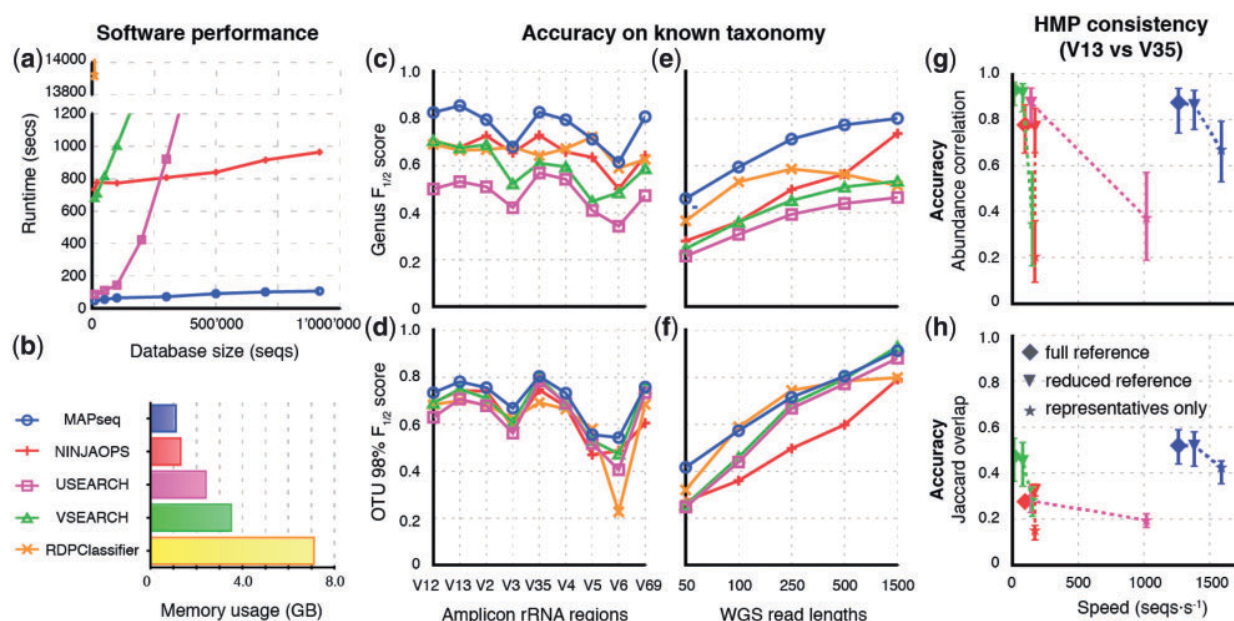 Software performance
Accuracy on known taxonomy
HMP consistency
(V13 vs V35)
(a)
14000
13800
1200
1000
800
600
400
200
0
Runtime (secs)
0
500'000
1'000'000
Database size (seqs)
(b)
MAPseq
NINJAOPS
USEARCH
VSEARCH
RDPClassifier
0
4.0
8.0
Memory usage (GB)
(c)
1.0
0.8
0.6
0.4
0.2
0
Genus F1/2 score
(e)
(d)
1.0
0.8
0.6
0.4
0.2
0
OTU 98% F1/2 score
V12 V13 V2 V3 V35 V4 V5 V6 V69
Amplicon rRNA regions
(f)
50 100 250 500 1500
WGS read lengths
(g)
1.0
0.8
0.6
0.4
0.2
0
Accuracy
Abundance correlation
(h)
1.0
0.8
0.6
0.4
0.2
0
Accuracy
Jaccard overlap
full reference
reduced reference
representatives only
0 500 1000 1500
Speed (seqs·s-1)